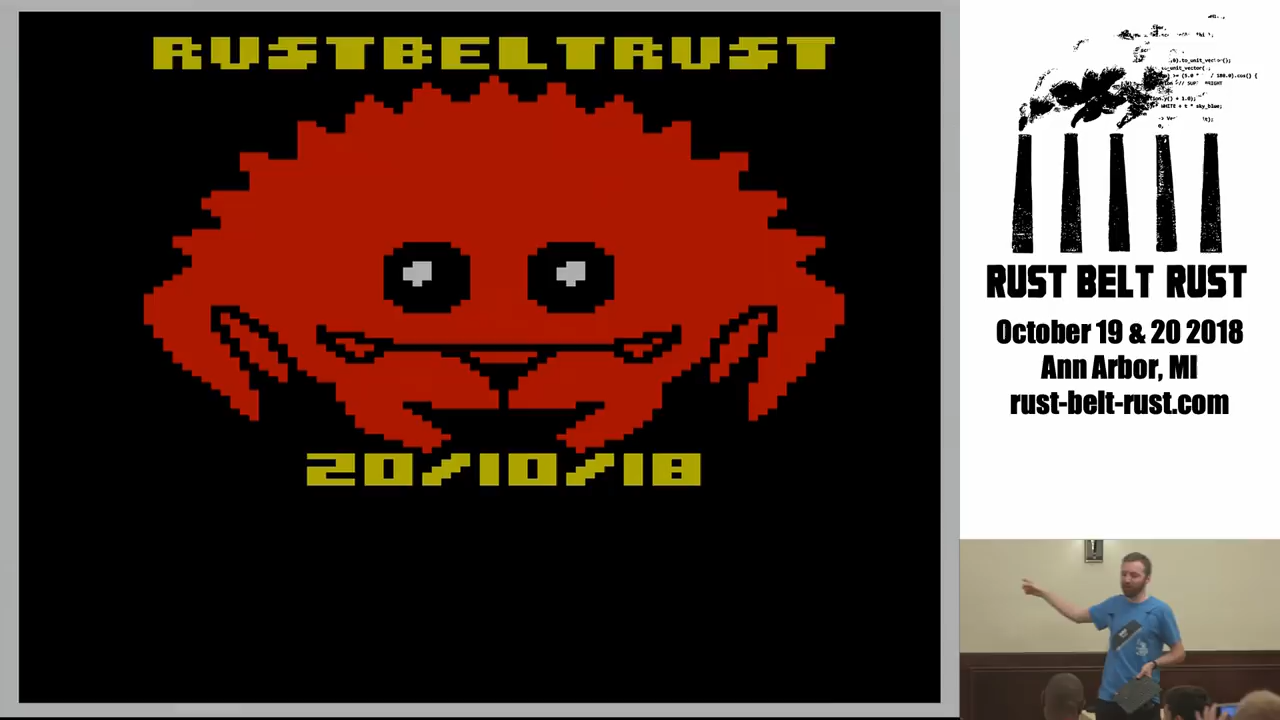 RUSTBELTRUST
20/10/18
RUST BELT RUST
October 19 & 20 2018
Ann Arbor, MI
rust-belt-rust.com